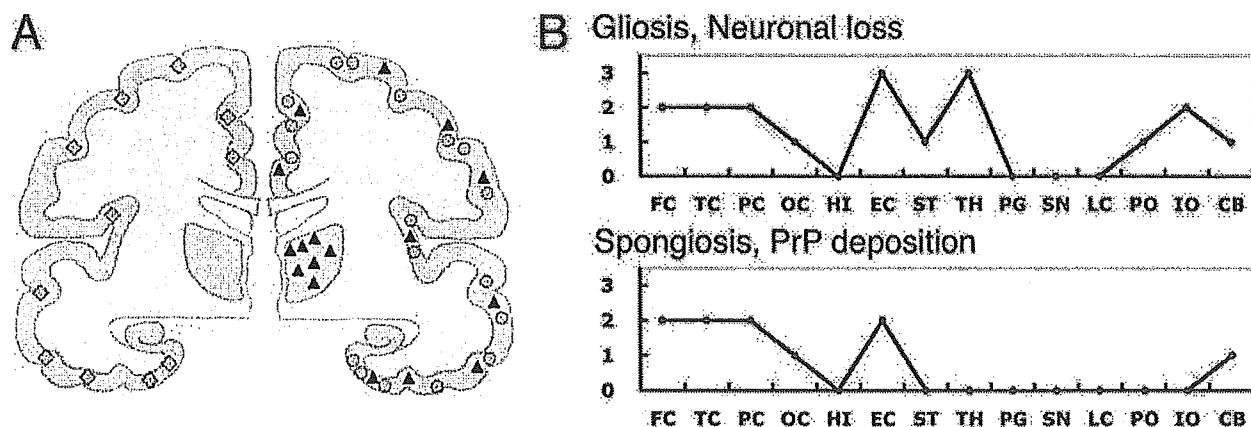 A
B Gliosis, Neuronal loss
3
2
1
0
FC TC PC OC HI EC ST TH PG SN LC PO IO CB
Spongiosis, PrP deposition
3
2
1
0
FC TC PC OC HI EC ST TH PG SN LC PO IO CB